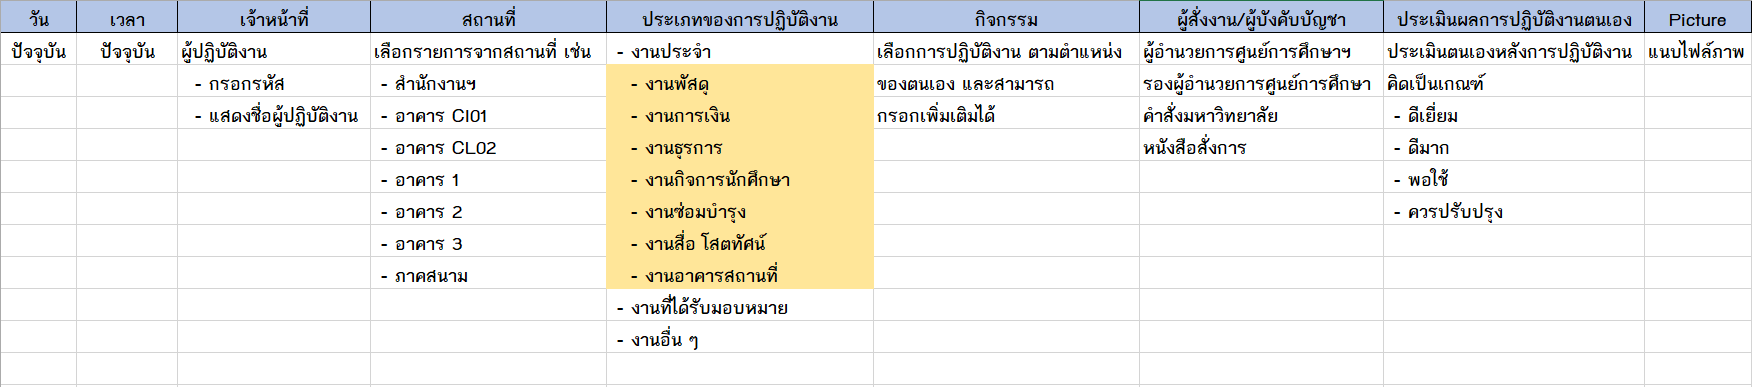 วัน เวลา เจ้าหน้าที่ สถานที่ ประเภทของการปฏิบัติงาน กิจกรรม ผู้สั่งงาน/ผู้บังคับบัญชา ประเมินผลการปฏิบัติงานตนเอง Picture
ปัจจุบัน ปัจจุบัน ผู้ปฏิบัติงาน เลือกรายการจากสถานที่ เช่น - งานประจำ เลือกการปฏิบัติงาน ตามตำแหน่ง ผู้อำนวยการศูนย์การศึกษาฯ ประเมินตนเองหลังการปฏิบัติงาน แนบไฟล์ภาพ
- กรอกรหัส - สำนักงานฯ - งานพัสดุ ของตนเอง และสามารถ รองผู้อำนวยการศูนย์การศึกษา คิดเป็นเกณฑ์
- แสดงชื่อผู้ปฏิบัติงาน - อาคาร CI01 - งานการเงิน กรอกเพิ่มเติมได้ คำสั่งมหาวิทยาลัย - ดีเยี่ยม
- อาคาร CL02 - งานธุรการ หนังสือสั่งการ - ดีมาก
- อาคาร 1 - งานกิจการนักศึกษา - พอใช้
- อาคาร 2 - งานซ่อมบำรุง - ควรปรับปรุง
- อาคาร 3 - งานสื่อ โสตทัศน์
- ภาคสนาม - งานอาคารสถานที่
- งานที่ได้รับมอบหมาย
- งานอื่น ๆ